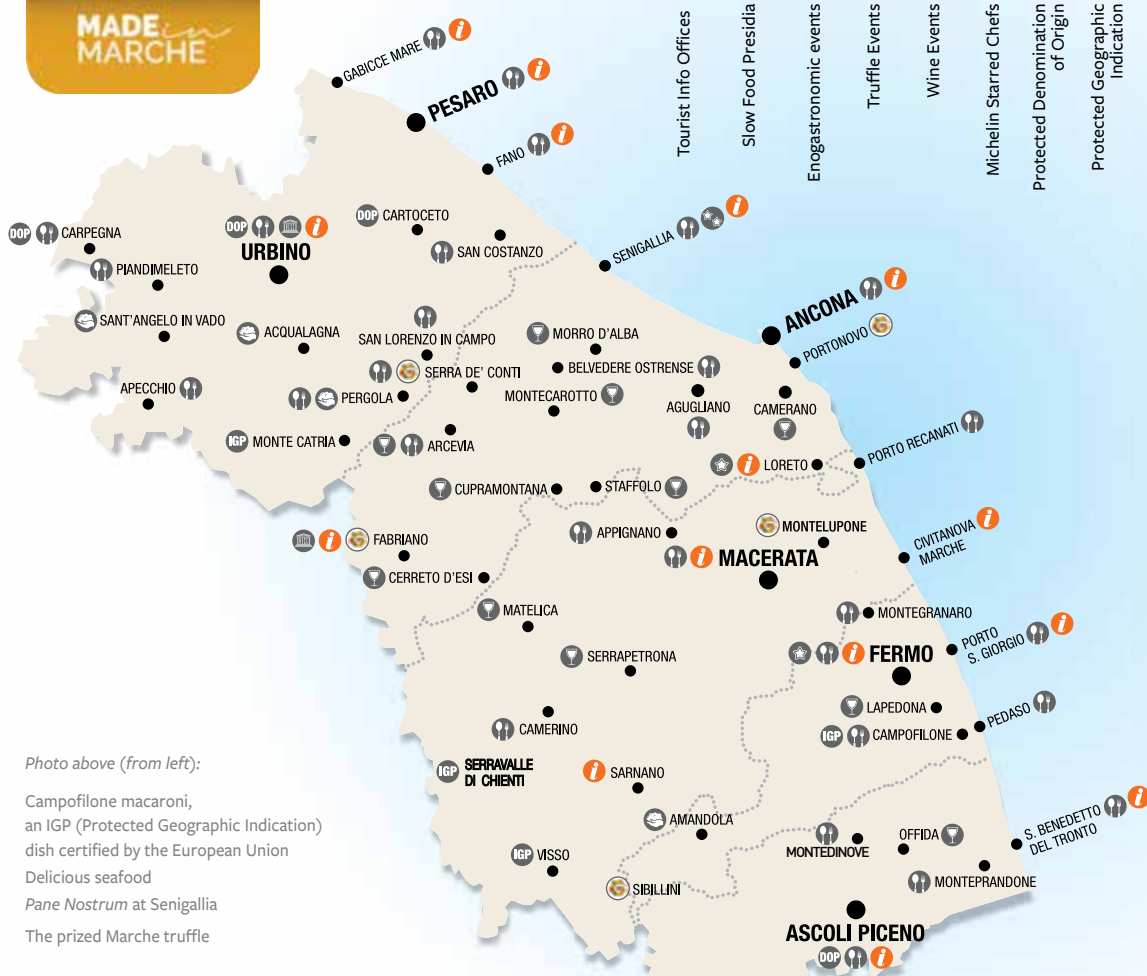 MADE in
MARCHE
Tourist Info Offices
Slow Food Presidia
Enogastronomic events
Truffle Events
Wine Events
Michelin Starred Chefs
Protected Denomination
of Origin
Protected Geographic
Indication
GABICCE MARE i
PESARO i
FANO i
DOP CARPEGNA
DOP i
URBINO
DOP CARTOCETO
SAN COSTANZO
SENIGALLIA i
PIANDIMELETO
SANT'ANGELO IN VADO
ACQUALAGNA
SAN LORENZO IN CAMPO
MORRO D'ALBA
ANCONA i
PORTONOVO
APECCHIO
PERGOLA
SERRA DE' CONTI
BELVEDERE OSTRENSE
MONTECAROTTO
AGUGLIANO
CAMERANO
IGP MONTE CATRIA
ARCEVIA
i LORETO
PORTO RECANATI
CUPRAMONTANA
STAFFOLO
i FABRIANO
APPIGNANO
MONTELUPONE
CIVITANOVA i
MARCHE
i MACERATA
CERRETO D'ESI
MATELICA
MONTEGRANARO
SERRAPETRONA
i FERMO
PORTO
S. GIORGIO i
CAMERINO
LAPEDONA
IGP CAMPOFILONE
PEDASO
IGP SERRAVALLE
DI CHIENTI
i SARNANO
AMANDOLA
MONTEDINOVE
OFFIDA
S. BENEDETTO i
DEL TRONTO
IGP VISSO
SIBILLINI
MONTEPRANDONE
ASCOLI PICENO
DOP i
Photo above (from left):
Campofilone macaroni,
an IGP (Protected Geographic Indication)
dish certified by the European Union
Delicious seafood
Pane Nostrum at Senigallia
The prized Marche truffle